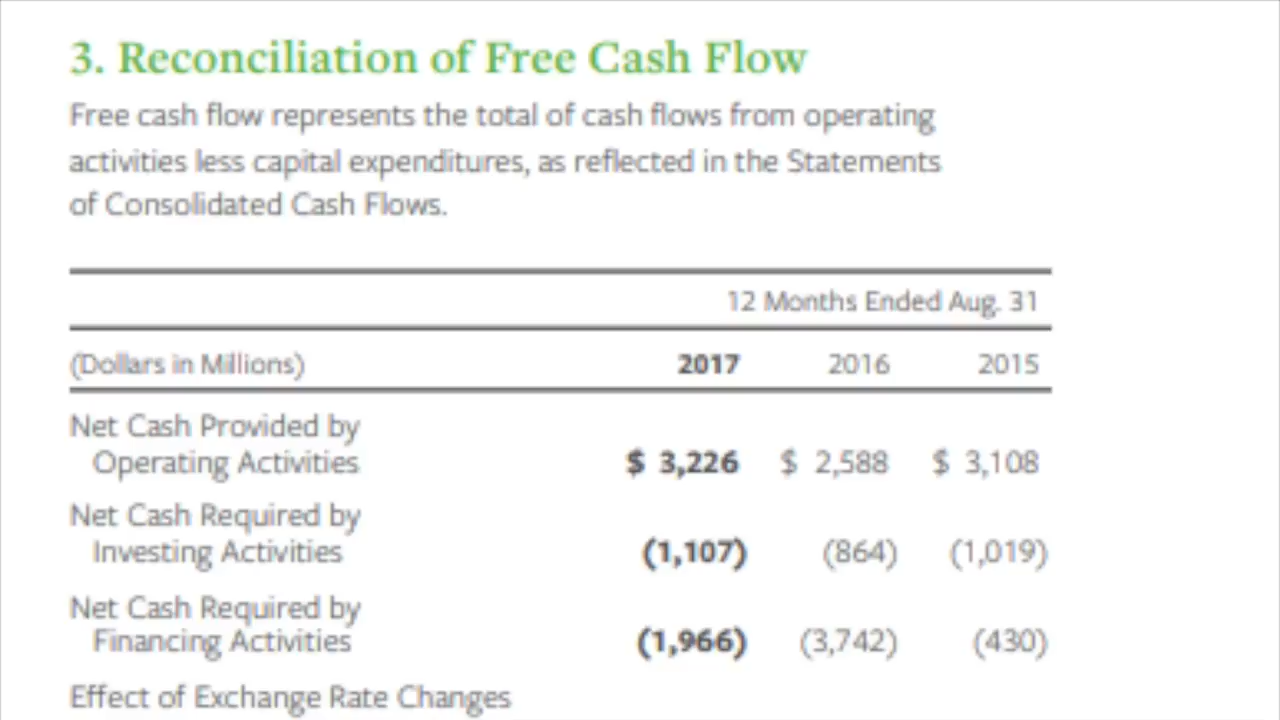 3. Reconciliation of Free Cash Flow
Free cash flow represents the total of cash flows from operating
activities less capital expenditures, as reflected in the Statements
of Consolidated Cash Flows.
12 Months Ended Aug. 31
(Dollars in Millions) 2017 2016 2015
Net Cash Provided by
Operating Activities $ 3,226 $ 2,588 $ 3,108
Net Cash Required by
Investing Activities (1,107) (864) (1,019)
Net Cash Required by
Financing Activities (1,966) (3,742) (430)
Effect of Exchange Rate Changes